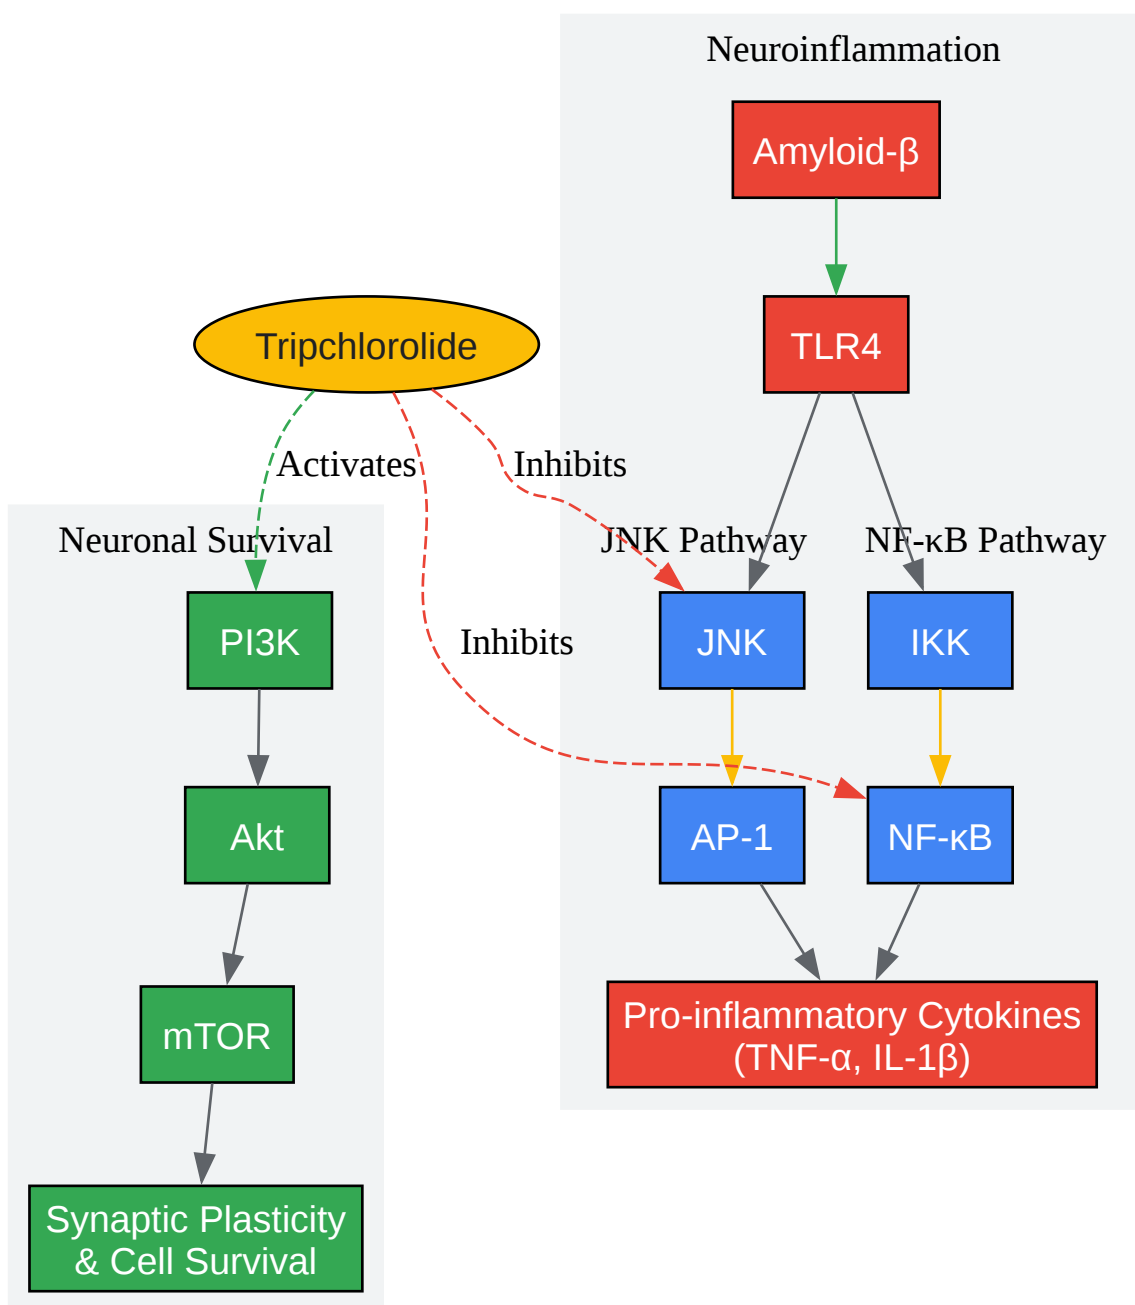 Neuroinflammation
Amyloid-β
TLR4
Tripchlorolide
Activates
Inhibits
Neuronal Survival
JNK Pathway
NF-κB Pathway
PI3K
Inhibits
JNK
IKK
Akt
AP-1
NF-κB
mTOR
Pro-inflammatory Cytokines
(TNF-α, IL-1β)
Synaptic Plasticity
& Cell Survival